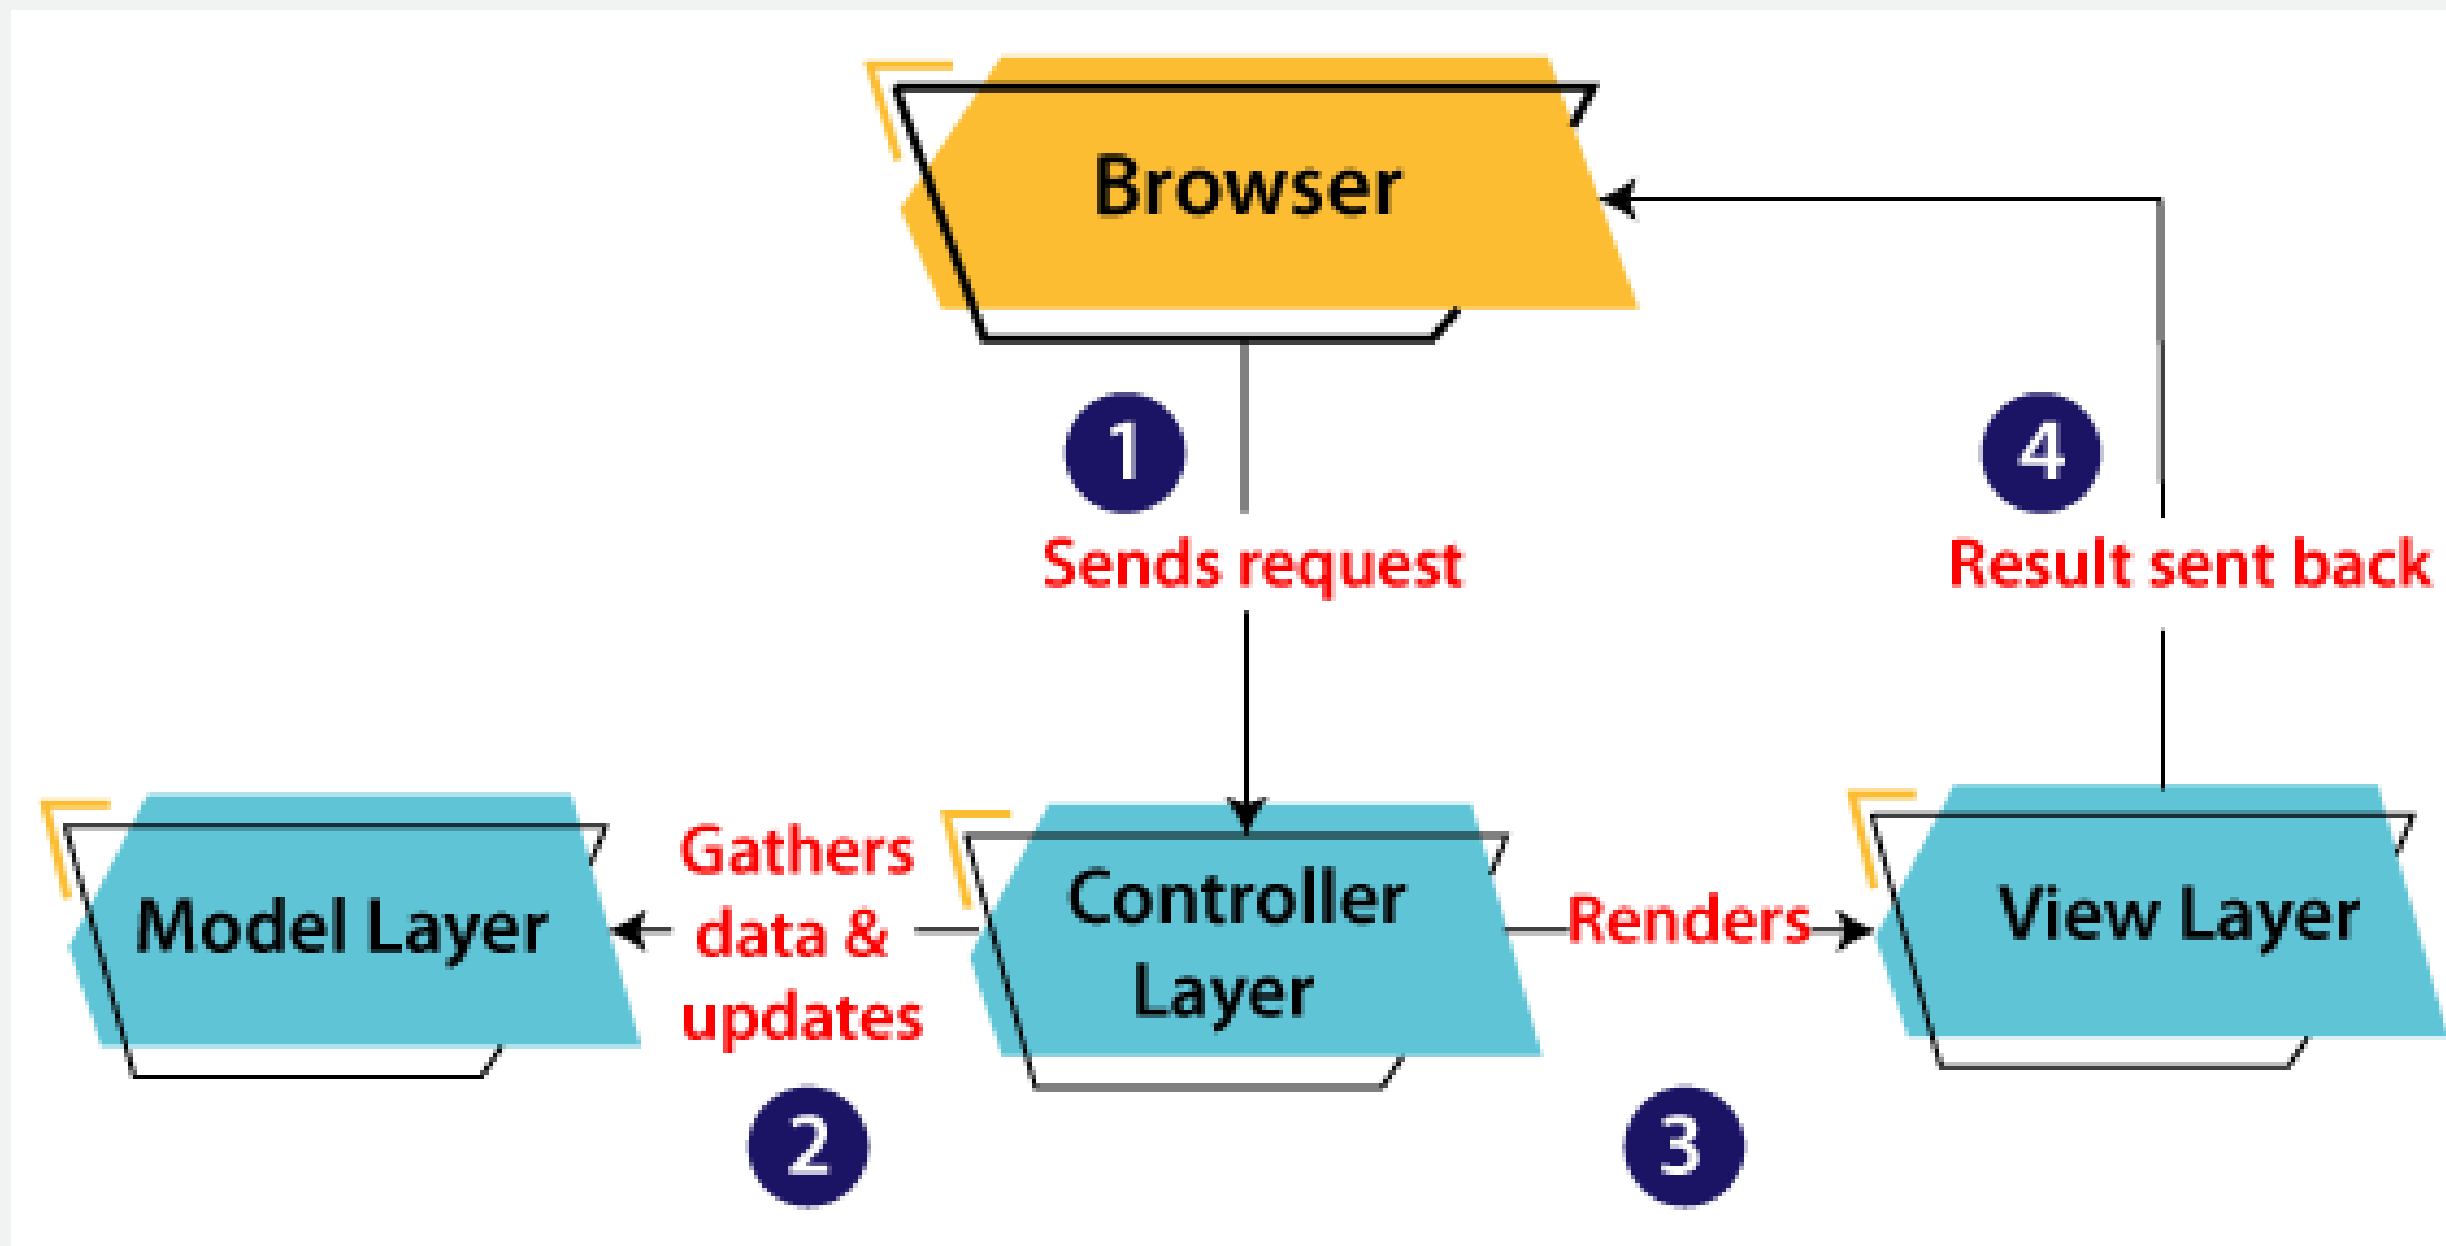 Browser
1
Sends request
4
Result sent back
Model Layer
Gathers
data &
updates
2
Controller
Layer
Renders
3
View Layer